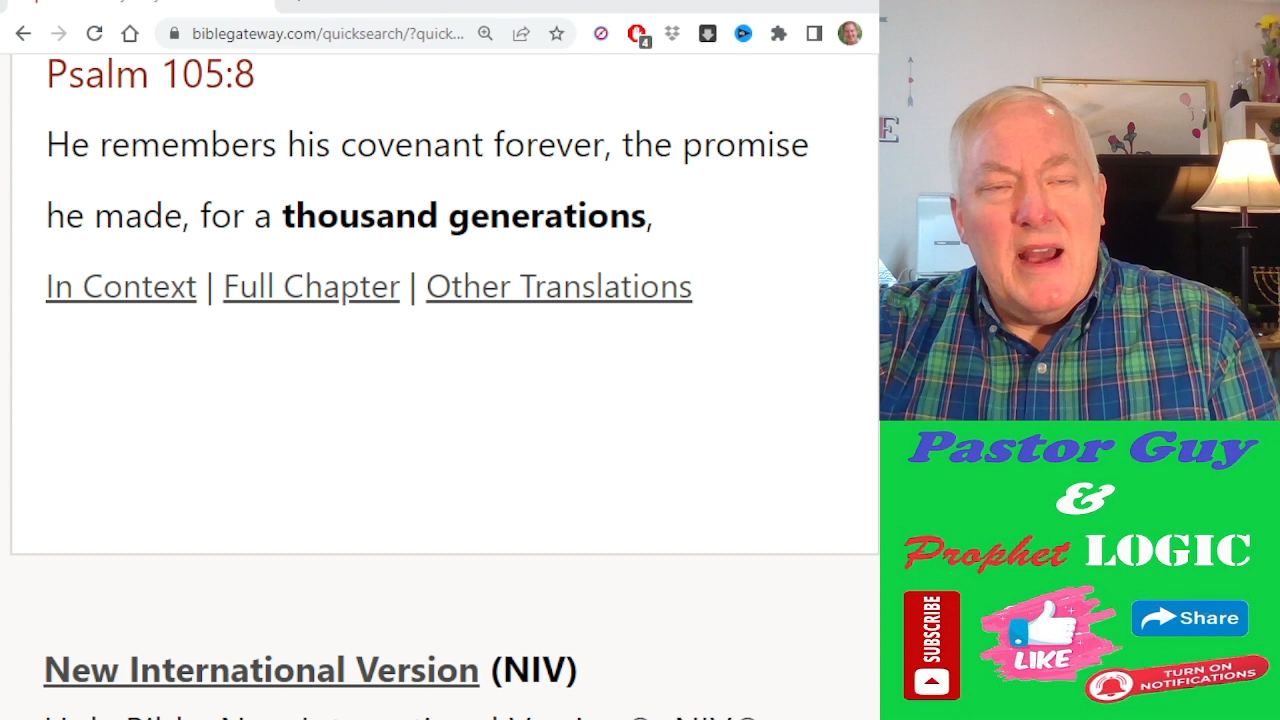 biblegateway.com/quicksearch/?quick...
4
Psalm 105:8
He remembers his covenant forever, the promise
he made, for a thousand generations,
In Context | Full Chapter | Other Translations
New International Version (NIV)
E
Pastor Guy
&
Prophet LOGIC
SUBSCRIBE
LIKE
Share
TURN ON
NOTIFICATIONS